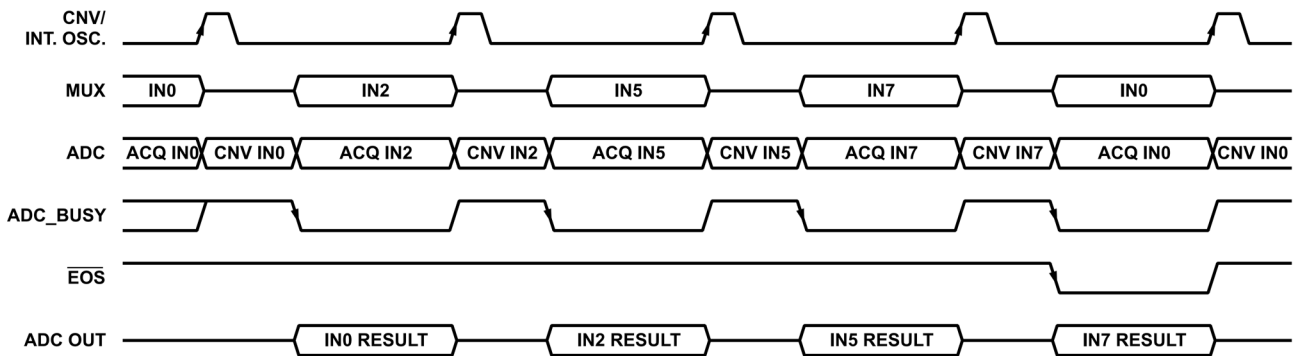 CNV/
INT. OSC.
MUX IN0 IN2 IN5 IN7 IN0
ADC ACQ IN0 CNV IN0 ACQ IN2 CNV IN2 ACQ IN5 CNV IN5 ACQ IN7 CNV IN7 ACQ IN0 CNV IN0
ADC_BUSY
EOS
ADC OUT IN0 RESULT IN2 RESULT IN5 RESULT IN7 RESULT